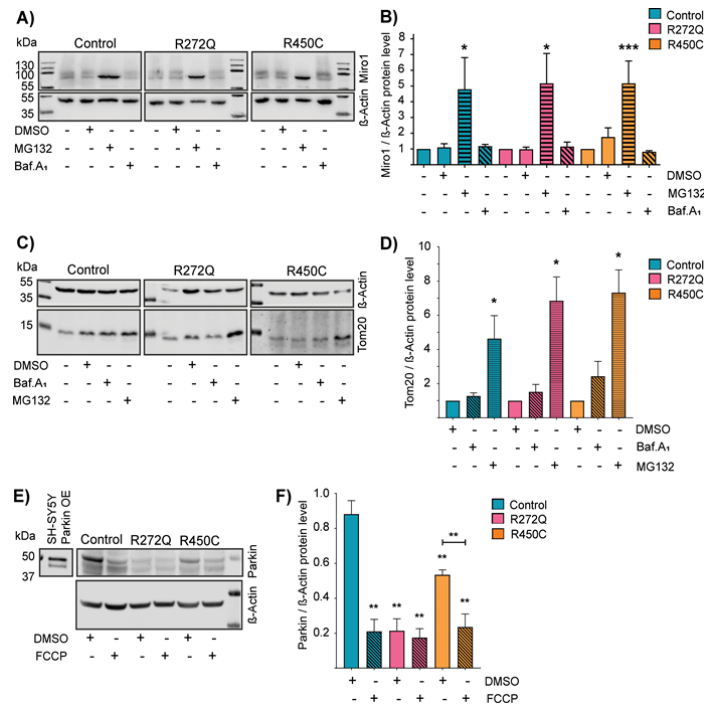 A)
kDa
Control
R272Q
R450C
130
100
55
55
35
Miro1
ß-Actin
DMSO - + - - - + - - - + - -
MG132 - - + - - - + - - - + -
Baf.A₁ - - - + - - - + - - - +
B)
Miro1 / ß-Actin protein level
8
7
6
5
4
3
2
1
Control
R272Q
R450C
* * ***
- + - - - + - - - + - - DMSO
- - + - - - + - - - + - MG132
- - - + - - - + - - - + Baf.A₁
C)
kDa
Control
R272Q
R450C
55
35
15
ß-Actin
Tom20
DMSO - + - - - + - - - + - -
Baf.A₁ - - + - - - + - - - + -
MG132 - - - + - - - + - - - +
D)
Tom20 / ß-Actin protein level
10
8
6
4
2
Control
R272Q
R450C
* * *
+ - - + - - + - - DMSO
- + - - + - - + - Baf.A₁
- - + - - + - - + MG132
E)
SH-SY5Y
Parkin OE
kDa
Control R272Q R450C
50
37
Parkin
ß-Actin
DMSO + - + - + -
FCCP - + - + - +
F)
Parkin / ß-Actin protein level
1.0
0.8
0.6
0.4
0.2
Control
R272Q
R450C
**
** ** ** ** **
+ - + - + - DMSO
- + - + - + FCCP